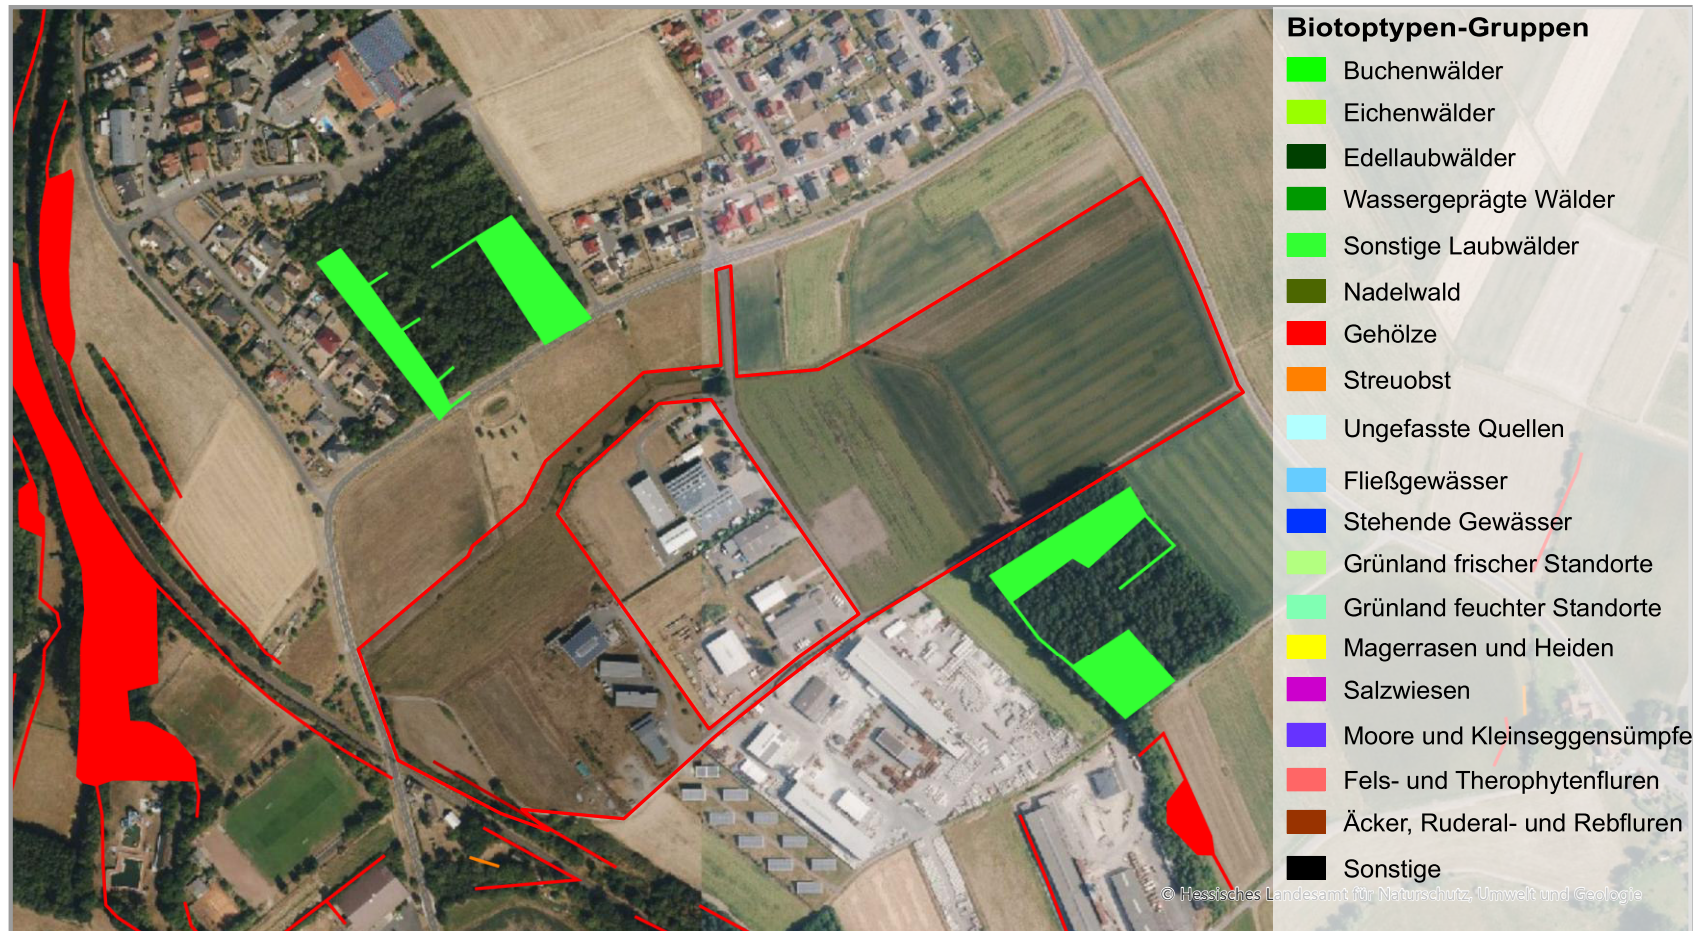 Biotoptypen-Gruppen
Buchenwälder
Eichenwälder
Edellaubwälder
Wassergeprägte Wälder
Sonstige Laubwälder
Nadelwald
Gehölze
Streuobst
Ungefasste Quellen
Fließgewässer
Stehende Gewässer
Grünland frischer Standorte
Grünland feuchter Standorte
Magerrasen und Heiden
Salzwiesen
Moore und Kleinseggensümpfe
Fels- und Therophytenfluren
Äcker, Ruderal- und Rebfluren
Sonstige
© Hessisches Landesamt für Naturschutz, Umwelt und Geologie